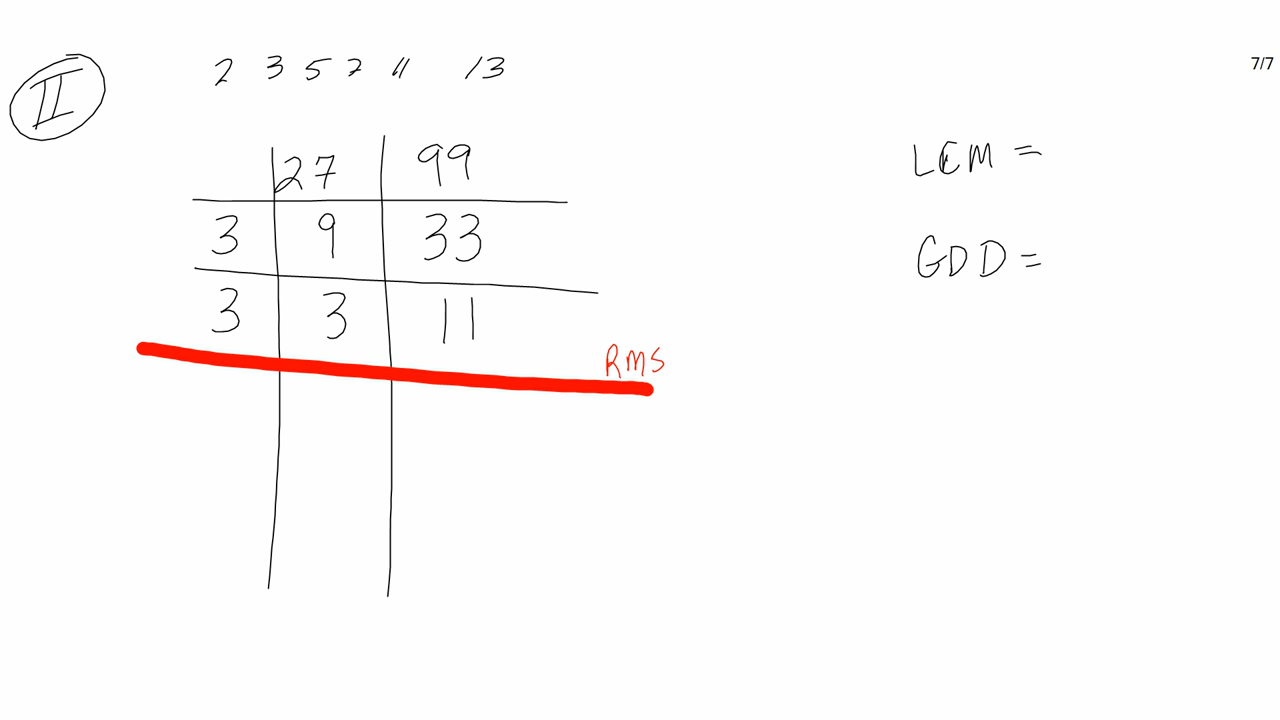 7/7
II
2 3 5 7 11 13
27 99
3 9 33
3 3 11
RMS
LCM =
GDD =